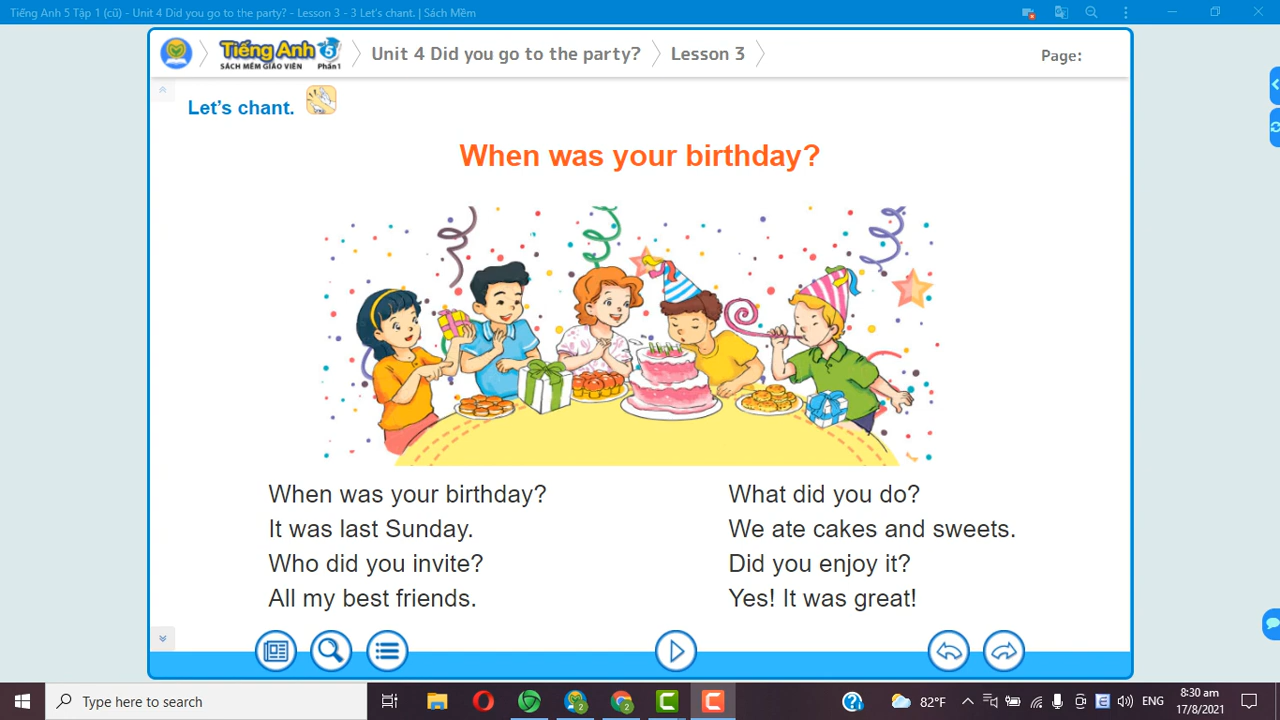 Tiếng Anh 5 Tập 1 (cũ) - Unit 4 Did you go to the party? - Lesson 3 - 3 Let's chant. | Sách Mềm
Tiếng Anh 5
SÁCH MỀM GIÁO VIÊN Phần 1
Unit 4 Did you go to the party?
Lesson 3
Page:
Let's chant.
When was your birthday?
When was your birthday?
It was last Sunday.
Who did you invite?
All my best friends.
What did you do?
We ate cakes and sweets.
Did you enjoy it?
Yes! It was great!
Type here to search
2
2
82°F
ENG
8:30 am
17/8/2021